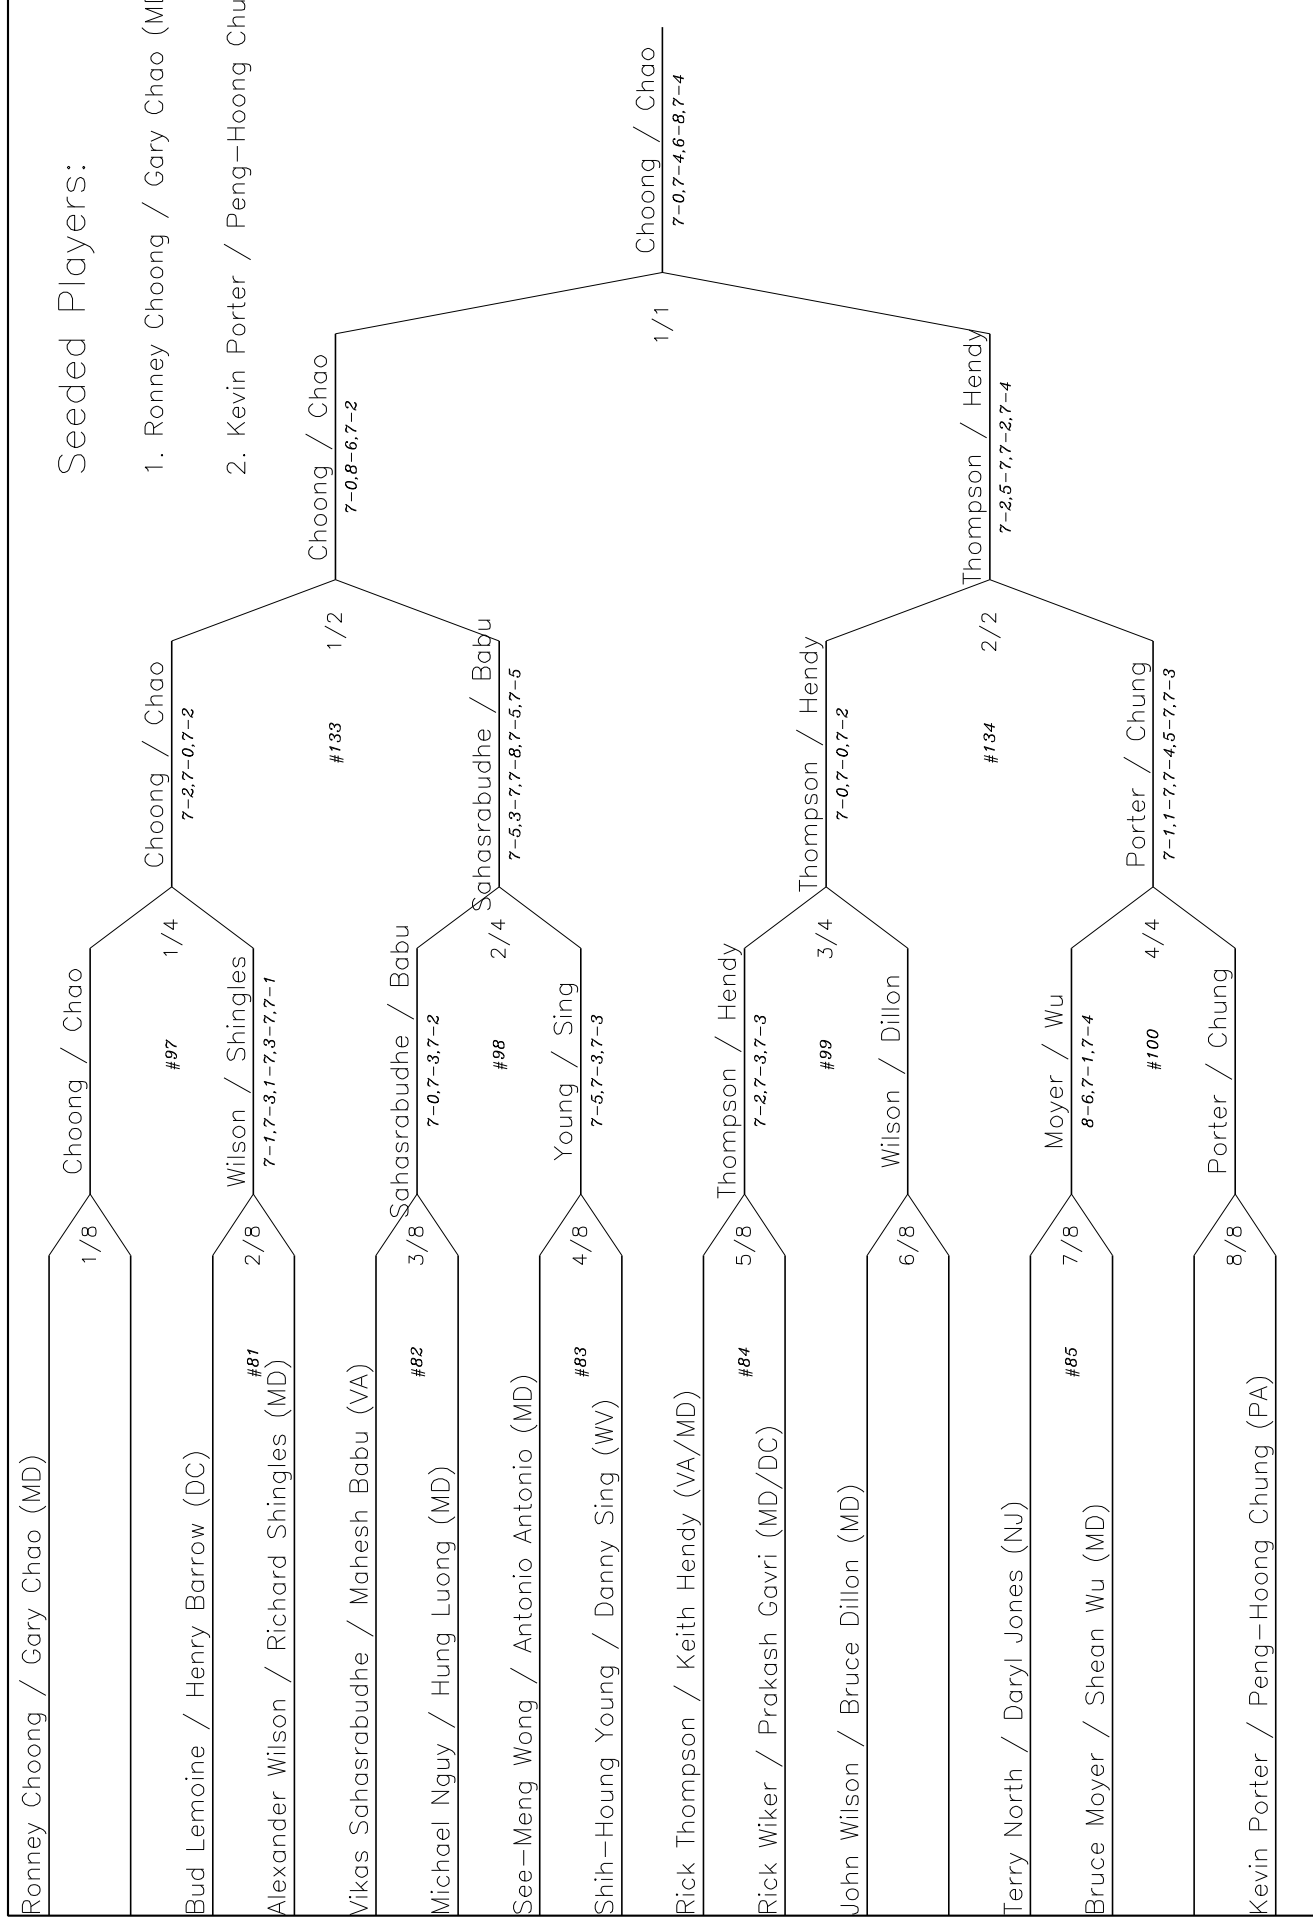 Seeded Players:
1. Ronney Choong / Gary Chao (MD
2. Kevin Porter / Peng-Hoong Chu
Ronney Choong / Gary Chao (MD)
Bud Lemoine / Henry Barrow (DC)
Alexander Wilson / Richard Shingles (MD)
Vikas Sahasrabudhe / Mahesh Babu (VA)
Michael Nguy / Hung Luong (MD)
See-Meng Wong / Antonio Antonio (MD)
Shih-Houng Young / Danny Sing (WV)
Rick Thompson / Keith Hendy (VA/MD)
Rick Wiker / Prakash Gavri (MD/DC)
John Wilson / Bruce Dillon (MD)
Terry North / Daryl Jones (NJ)
Bruce Moyer / Shean Wu (MD)
Kevin Porter / Peng-Hoong Chung (PA)
#81
#82
#83
#84
#85
1/8
2/8
3/8
4/8
5/8
6/8
7/8
8/8
Choong / Chao
Wilson / Shingles
7-1,7-3,1-7,3-7,7-1
Sahasrabudhe / Babu
7-0,7-3,7-2
Young / Sing
7-5,7-3,7-3
Thompson / Hendy
7-2,7-3,7-3
Wilson / Dillon
Moyer / Wu
8-6,7-1,7-4
Porter / Chung
#97
#98
#99
#100
1/4
2/4
3/4
4/4
Choong / Chao
7-2,7-0,7-2
Sahasrabudhe / Babu
7-5,3-7,7-8,7-5,7-5
Thompson / Hendy
7-0,7-0,7-2
Porter / Chung
7-1,1-7,7-4,5-7,7-3
#133
#134
1/2
2/2
Choong / Chao
7-0,8-6,7-2
Thompson / Hendy
7-2,5-7,7-2,7-4
1/1
Choong / Chao
7-0,7-4,6-8,7-4